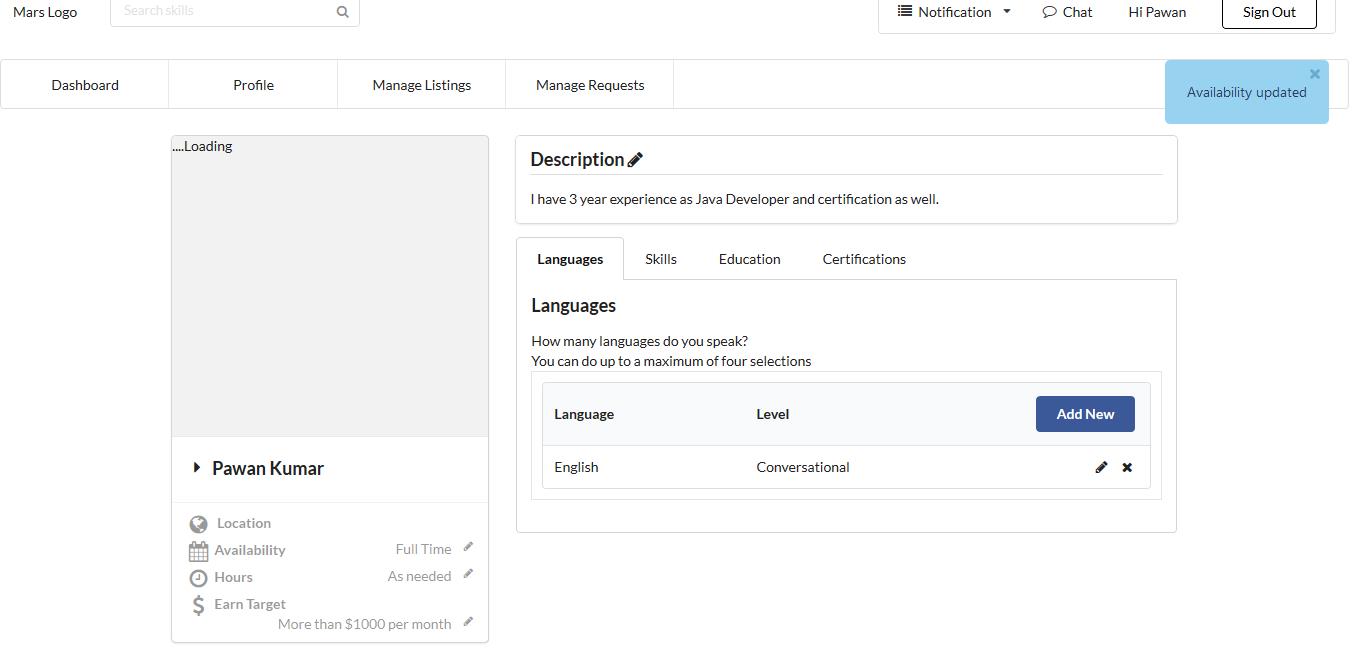 Mars Logo
Search skills
Notification
Chat
Hi Pawan
Sign Out
Dashboard
Profile
Manage Listings
Manage Requests
Availability updated
....Loading
Pawan Kumar
Location
Availability
Full Time
Hours
As needed
Earn Target
More than $1000 per month
Description
I have 3 year experience as Java Developer and certification as well.
Languages
Skills
Education
Certifications
Languages
How many languages do you speak?
You can do up to a maximum of four selections
Language
Level
Add New
English
Conversational